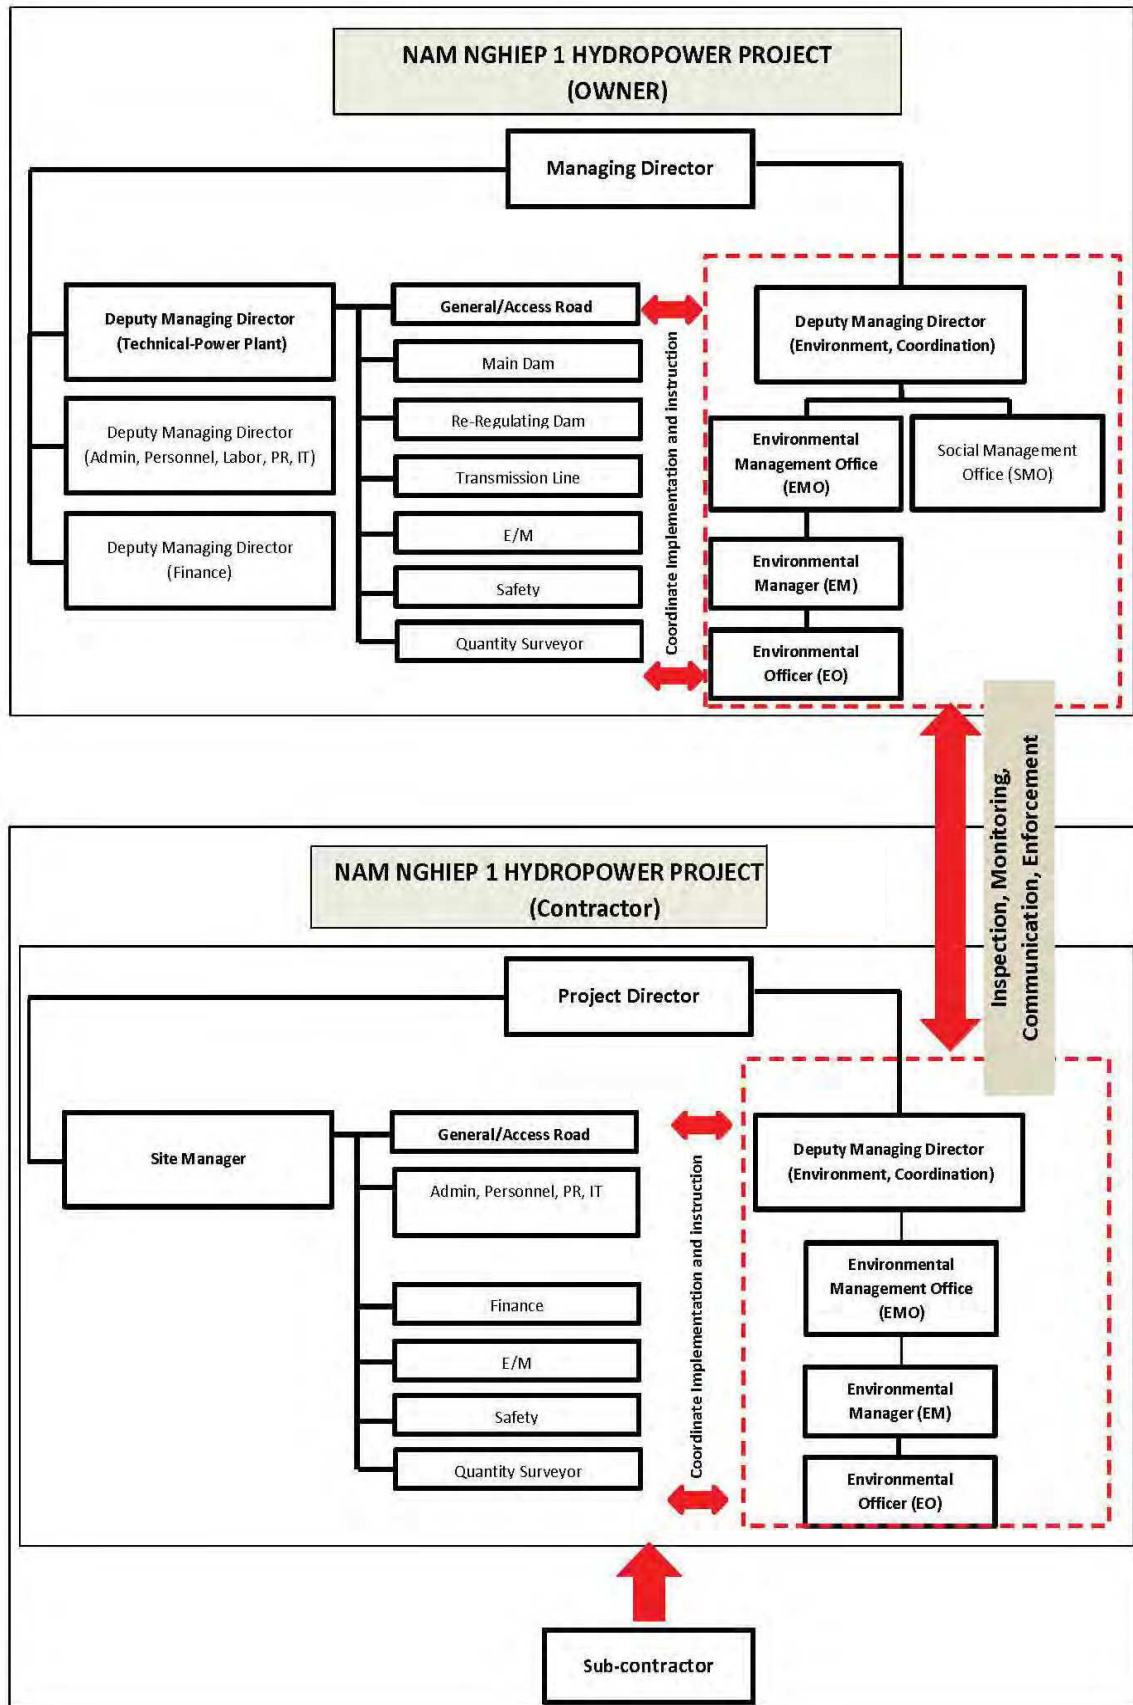 NAM NGHIEP 1 HYDROPOWER PROJECT
(OWNER)
Managing Director
Deputy Managing Director
(Technical-Power Plant)
Deputy Managing Director
(Admin, Personnel, Labor, PR, IT)
Deputy Managing Director
(Finance)
General/Access Road
Main Dam
Re-Regulating Dam
Transmission Line
E/M
Safety
Quantity Surveyor
Coordinate Implementation and instruction
Deputy Managing Director
(Environment, Coordination)
Environmental
Management Office
(EMO)
Social Management
Office (SMO)
Environmental
Manager (EM)
Environmental
Officer (EO)
Inspection, Monitoring,
Communication, Enforcement
NAM NGHIEP 1 HYDROPOWER PROJECT
(Contractor)
Project Director
Site Manager
General/Access Road
Admin, Personnel, PR, IT
Finance
E/M
Safety
Quantity Surveyor
Coordinate Implementation and instruction
Deputy Managing Director
(Environment, Coordination)
Environmental
Management Office
(EMO)
Environmental
Manager (EM)
Environmental
Officer (EO)
Sub-contractor